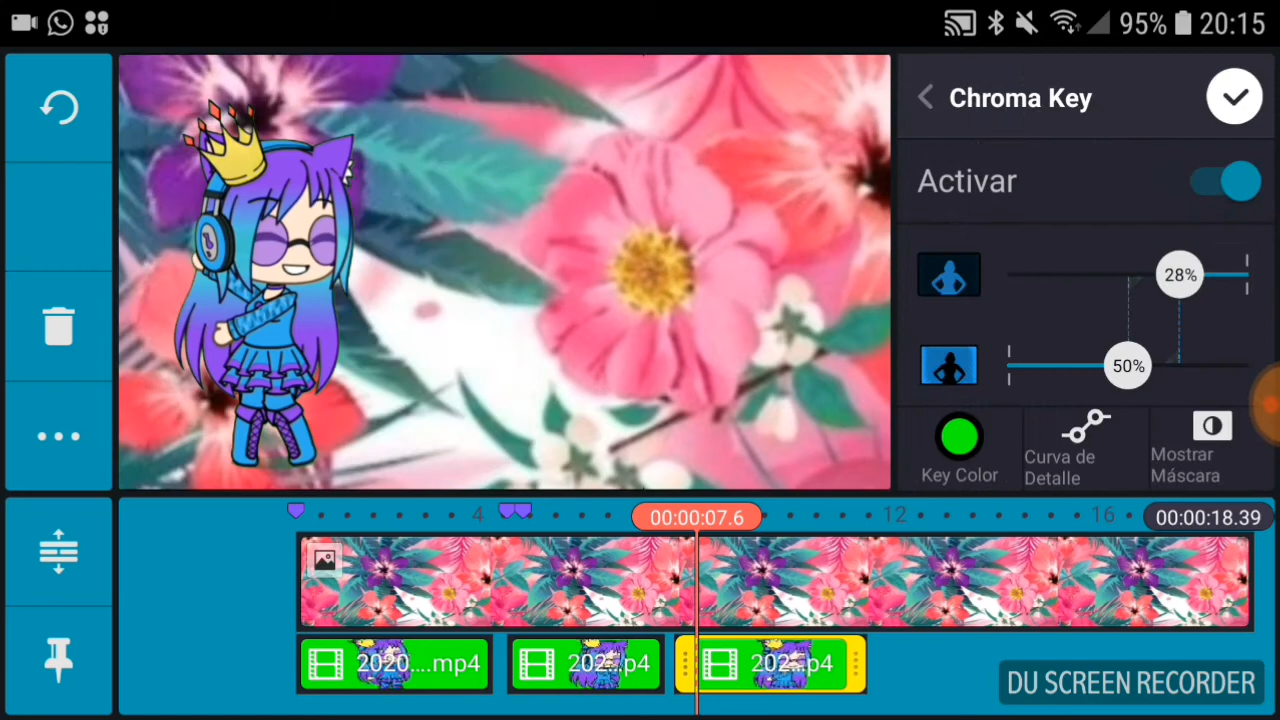 95% 20:15
Chroma Key
Activar
28%
50%
Key Color
Curva de
Detalle
Mostrar
Máscara
4
00:00:07.6
12
16
00:00:18.39
2020....mp4
202...p4
202...p4
DU SCREEN RECORDER